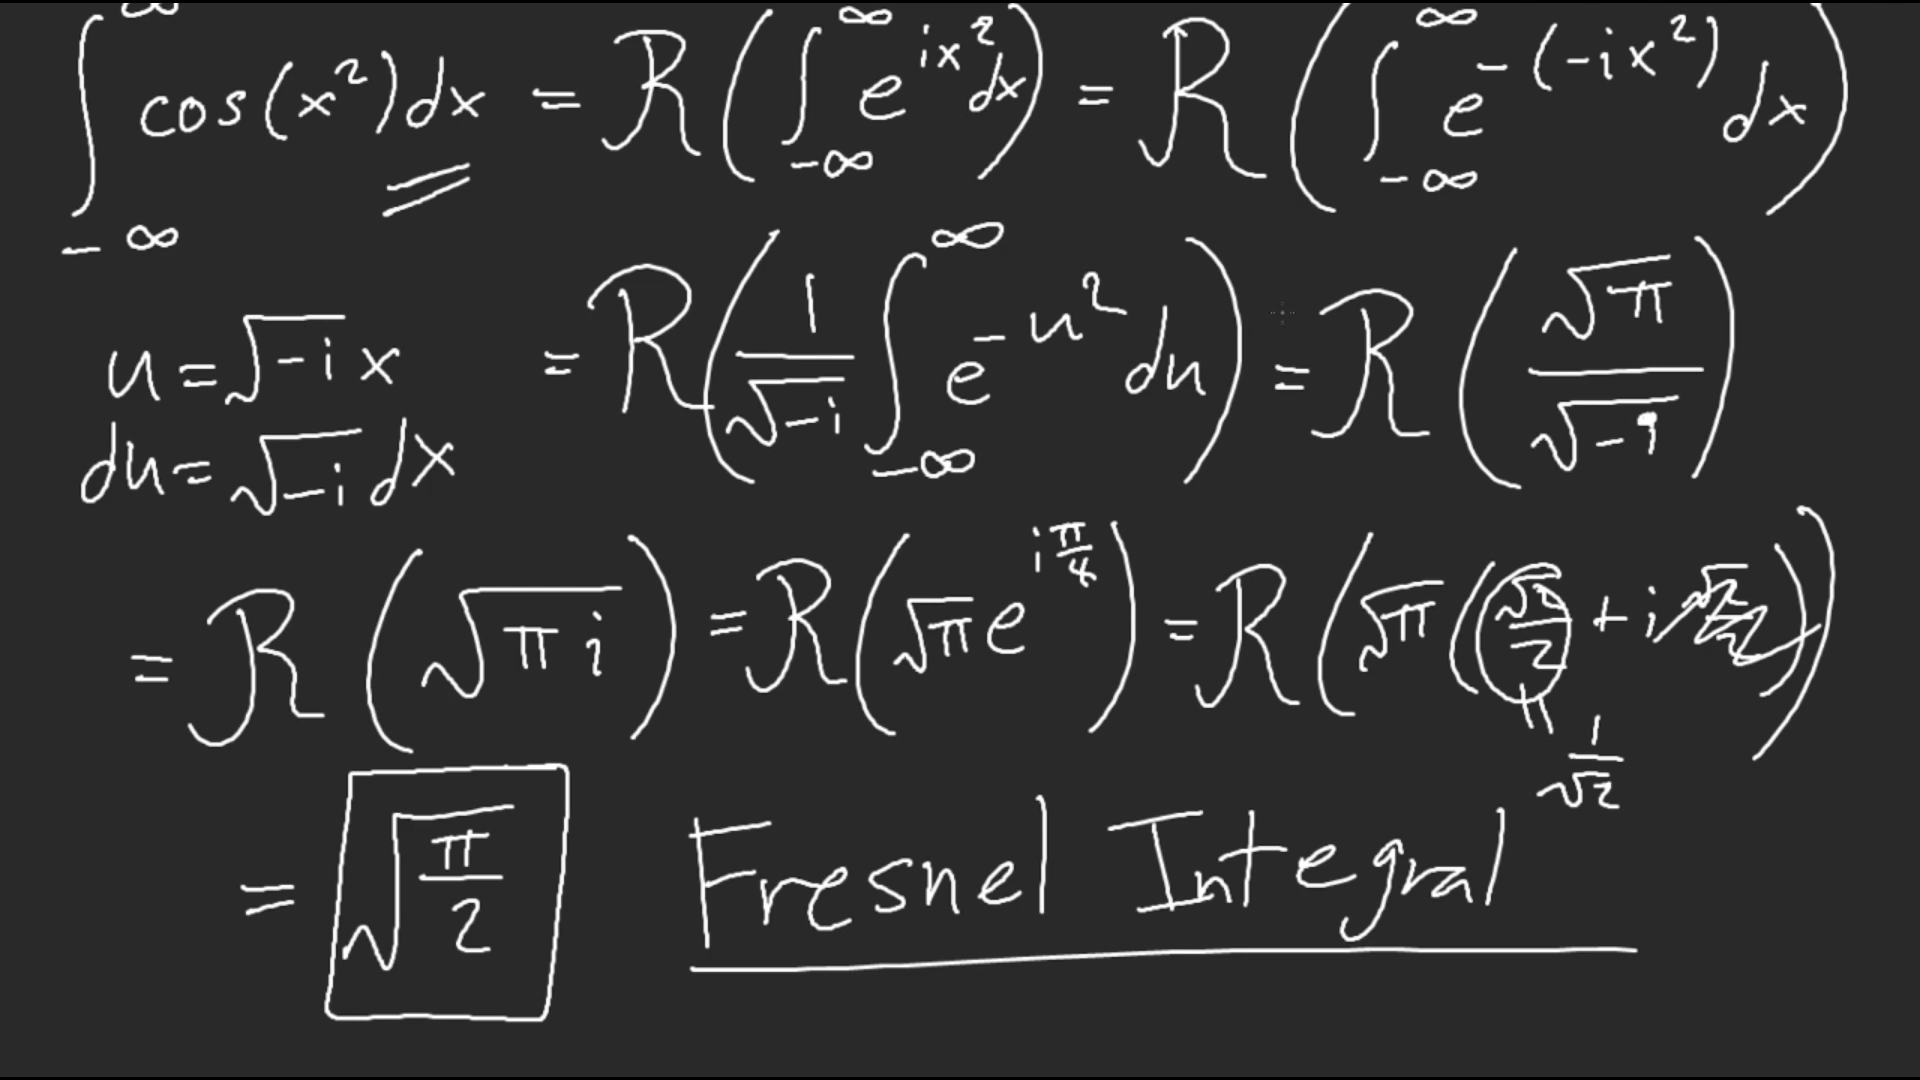 ∫_{-∞}^{∞} cos(x²)dx = R(∫_{-∞}^{∞} e^{ix²}dx) = R(∫_{-∞}^{∞} e^{-(-ix²)} dx)
u = √-i x = R(1/√-i ∫_{-∞}^{∞} e^{-u²} du) = R(√π/√-i)
du = √-i dx
= R(√πi) = R(√π e^{iπ/4}) = R(√π(√2/2 + i√2/2))
= 1/√2
= √π/2 Fresnel Integral